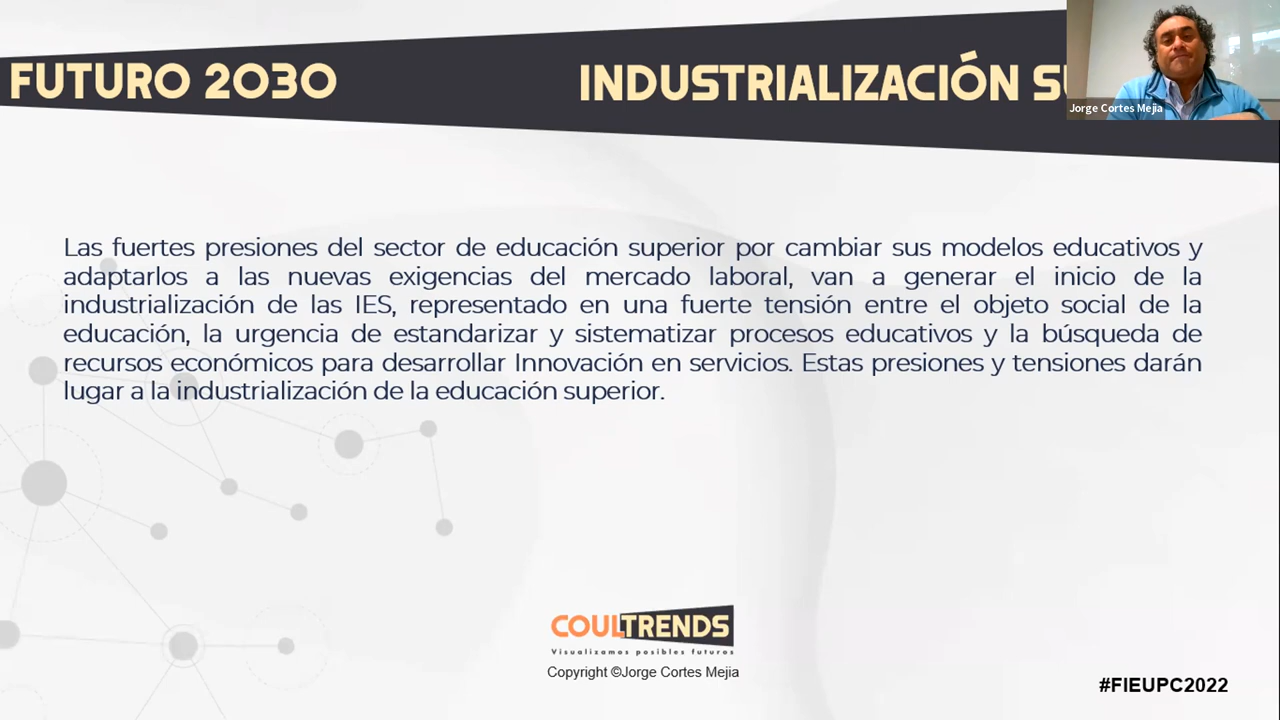 FUTURO 2030
INDUSTRIALIZACIÓN
Jorge Cortes Mejia
Las fuertes presiones del sector de educación superior por cambiar sus modelos educativos y
adaptarlos a las nuevas exigencias del mercado laboral, van a generar el inicio de la
industrialización de las IES, representado en una fuerte tensión entre el objeto social de la
educación, la urgencia de estandarizar y sistematizar procesos educativos y la búsqueda de
recursos económicos para desarrollar Innovación en servicios. Estas presiones y tensiones darán
lugar a la industrialización de la educación superior.
COULTRENDS
Visualizamos posibles futuros
Copyright ©Jorge Cortes Mejia
#FIEUPC2022